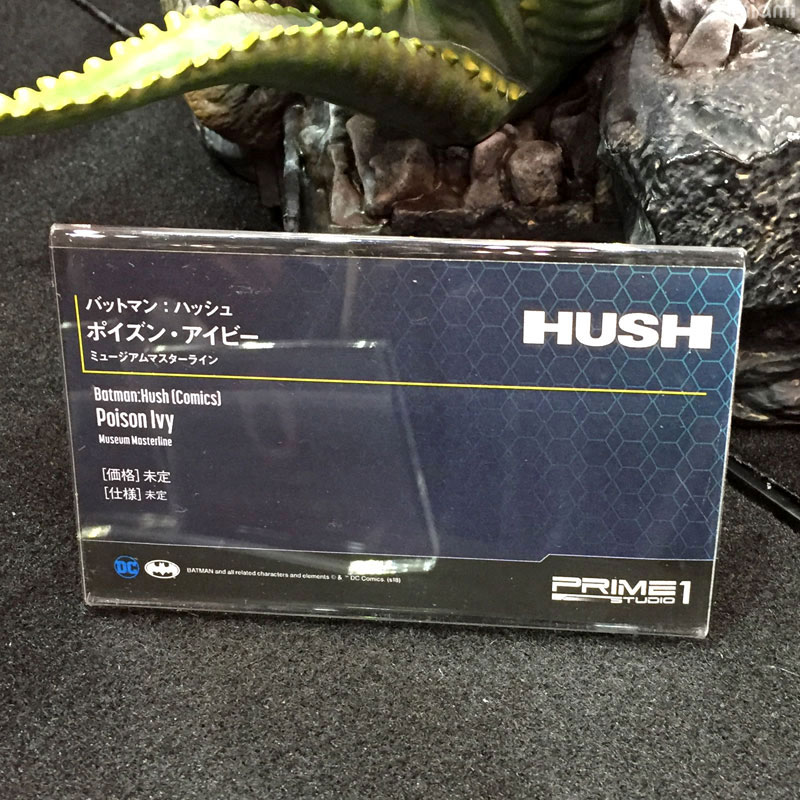 バットマン：ハッシュ
ポイズン・アイビー
ミュージアムマスターライン
HUSH
Batman:Hush (Comics)
Poison Ivy
Museum Masterline
[価格] 未定
[仕様] 未定
DC
BATMAN and all related characters and elements © & ™ DC Comics. (s18)
PRIME 1
STUDIO